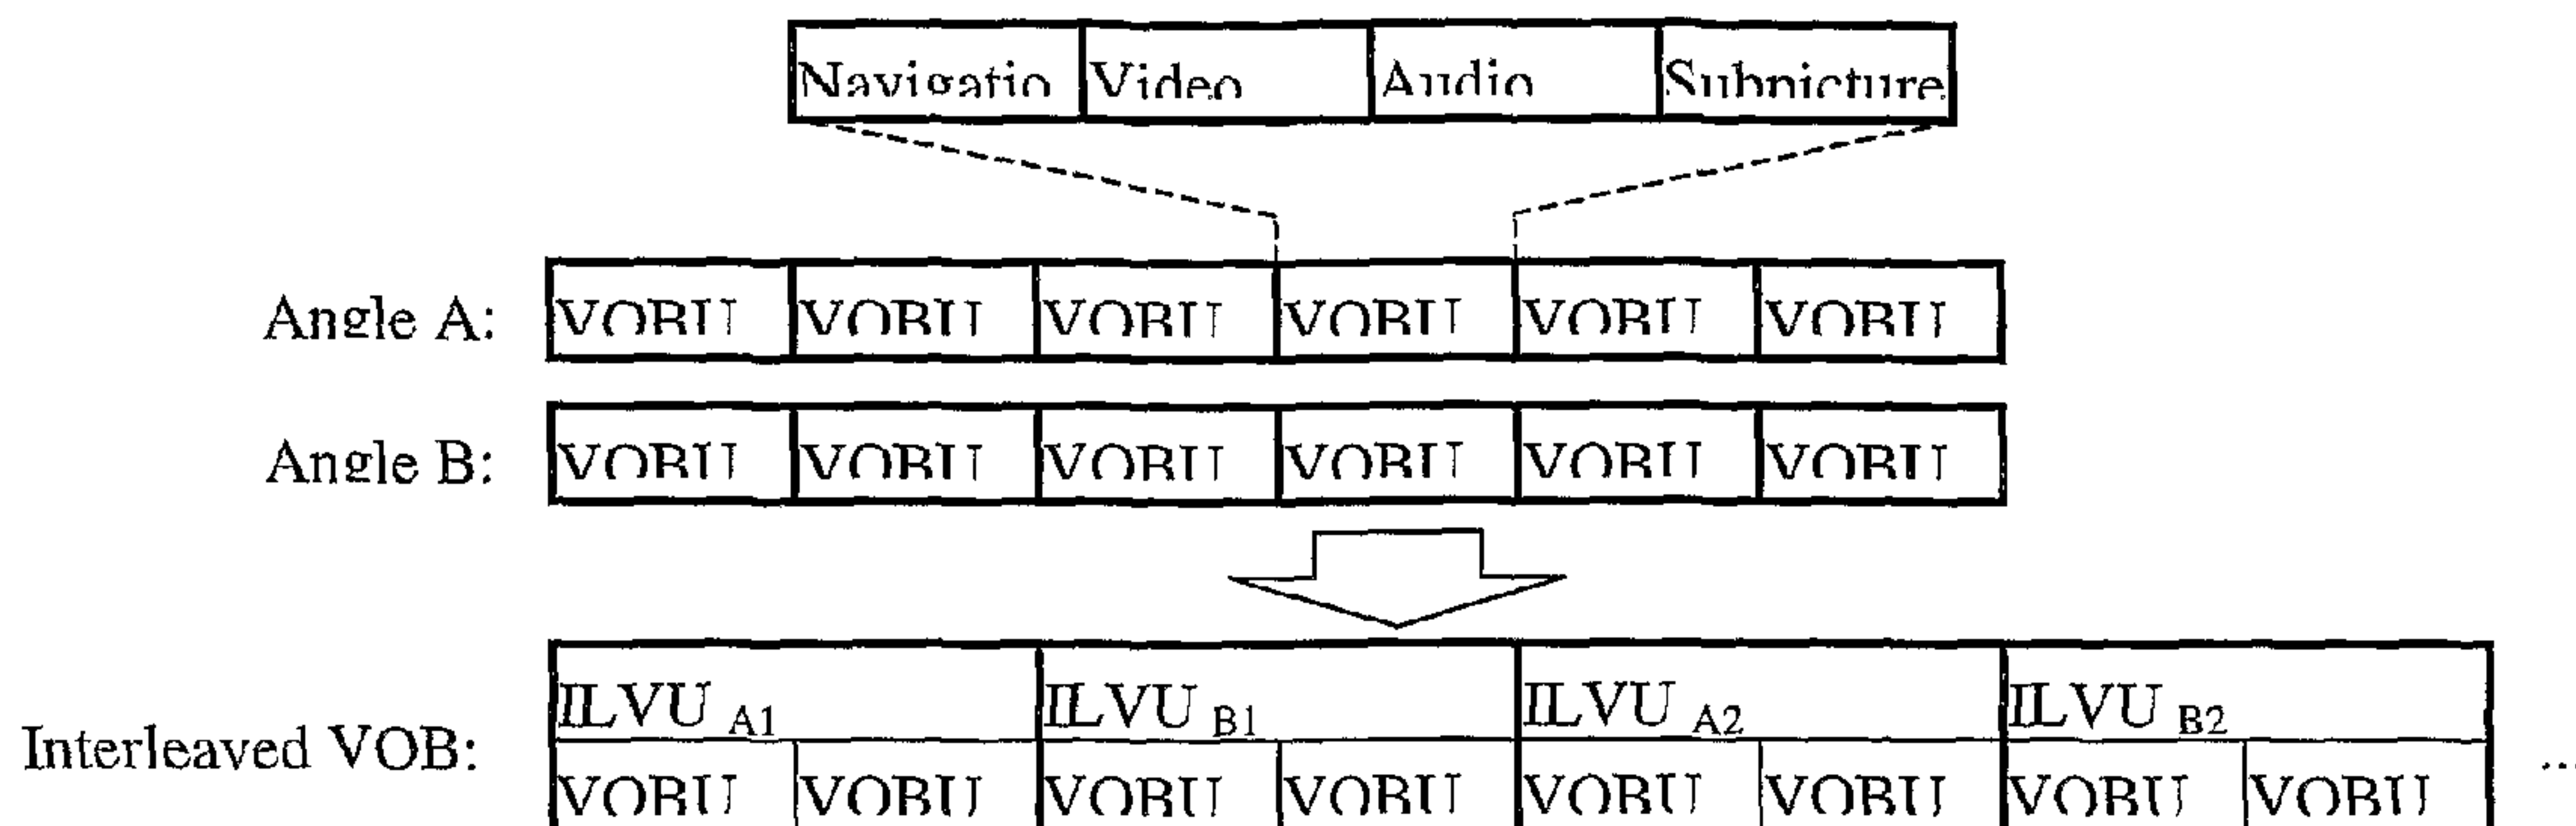 Navigatio Video Audio Subpicture
Angle A: VOBU VOBU VOBU VOBU VOBU VOBU
Angle B: VOBU VOBU VOBU VOBU VOBU VOBU
ILVU A1 ILVU B1 ILVU A2 ILVU B2
Interleaved VOB: VOBU VOBU VOBU VOBU VOBU VOBU VOBU VOBU ...